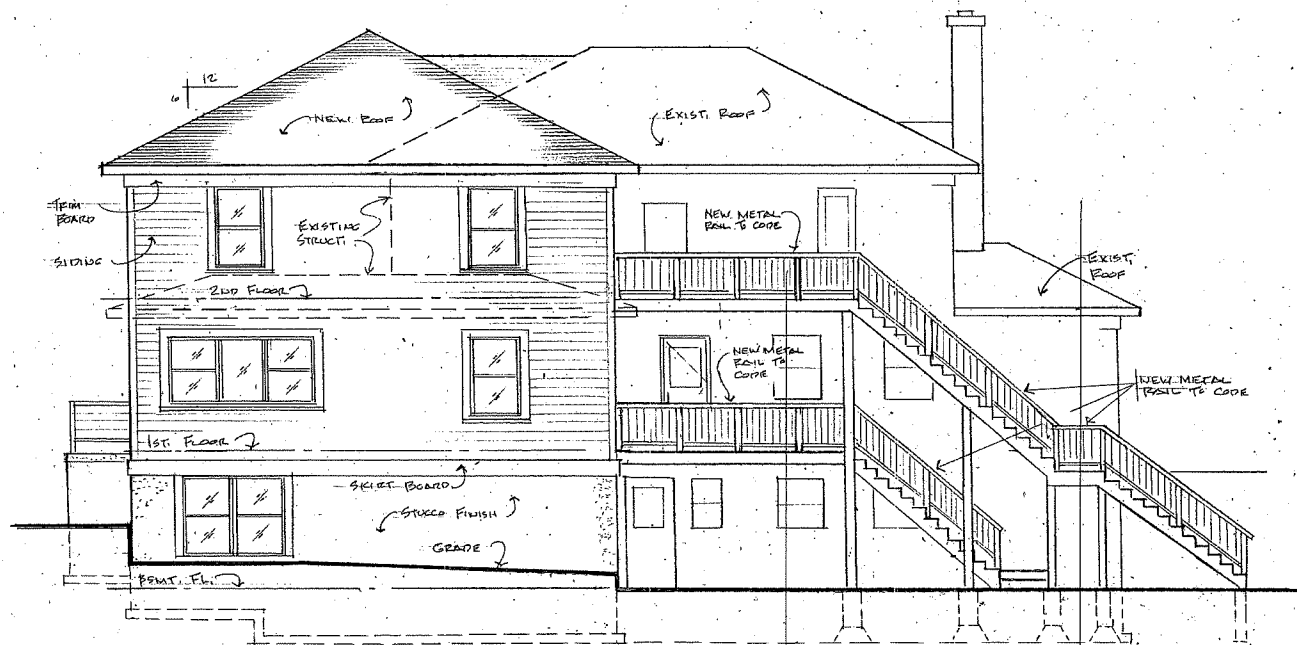 12
6
NEW ROOF
EXIST. ROOF
TRIM
BOARD
SIDING
EXISTING
STRUCT.
NEW METAL
RAIL TO CODE
EXIST.
ROOF
2ND FLOOR
NEW METAL
RAIL TO
CODE
NEW METAL
RAIL TO CODE
1ST. FLOOR
SKIRT BOARD
STUCCO FINISH
GRADE
BSMT. FL.